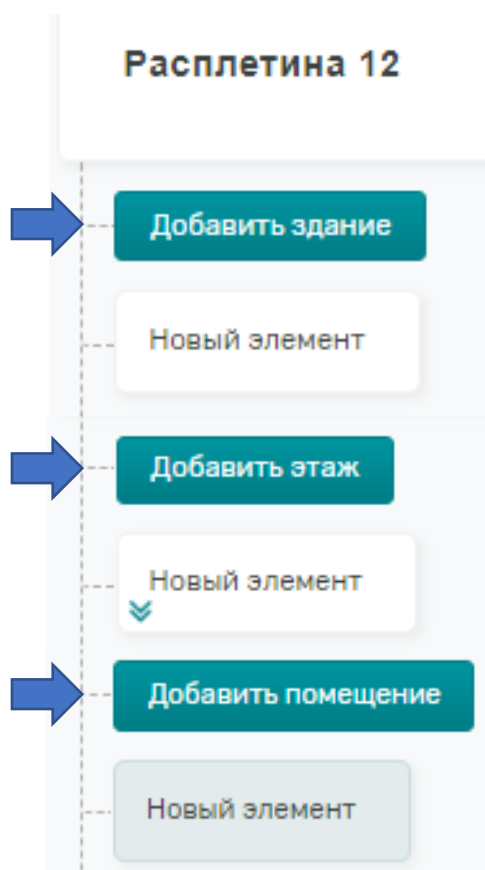 Расплетина 12
Добавить здание
Новый элемент
Добавить этаж
Новый элемент
Добавить помещение
Новый элемент